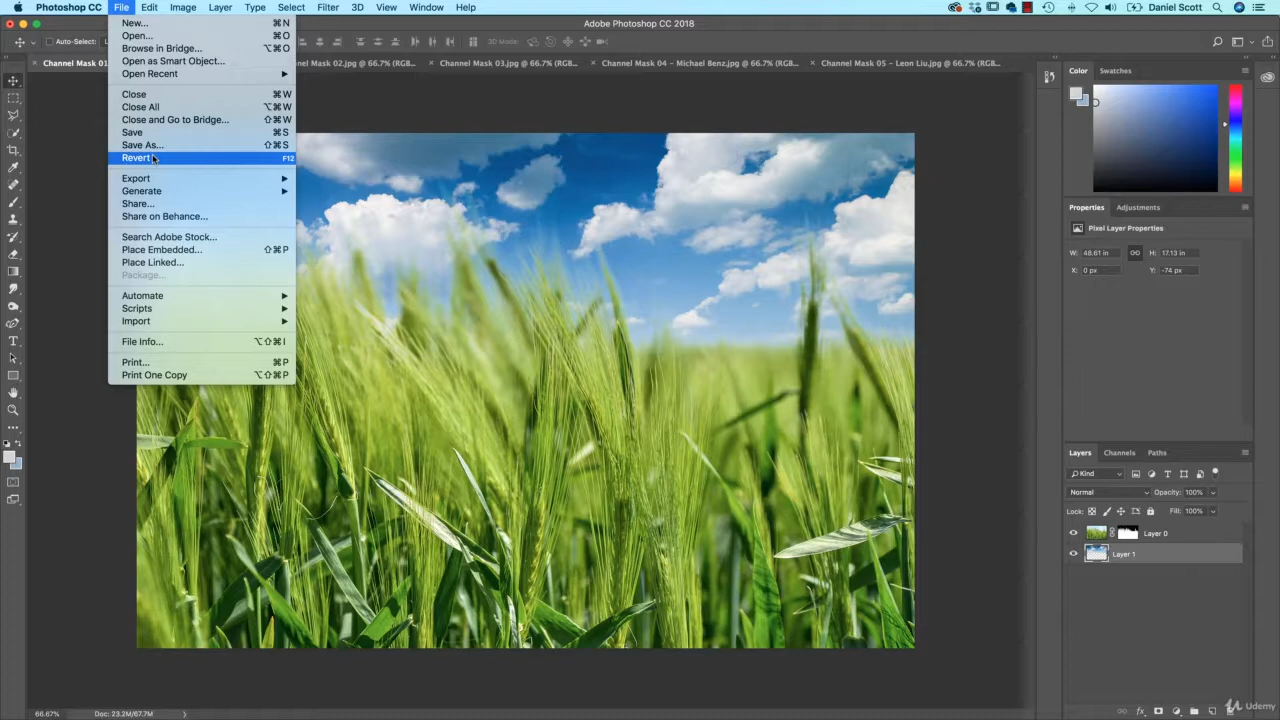 Photoshop CC File Edit Image Layer Type Select Filter 3D View Window Help Daniel Scott
Adobe Photoshop CC 2018
Auto-Select: 3D Mode:
Channel Mask 01 nnel Mask 02.jpg @ 66.7% (RGB... Channel Mask 03.jpg @ 66.7% (RGB... Channel Mask 04 - Michael Benz.jpg @ 66.7% (RGB... Channel Mask 05 - Leon Liu.jpg @ 66.7% (RGB...
New... ⌘N
Open... ⌘O
Browse in Bridge... ⌥⌘O
Open as Smart Object...
Open Recent
Close ⌘W
Close All ⌥⌘W
Close and Go to Bridge... ⇧⌘W
Save ⌘S
Save As... ⇧⌘S
Revert F12
Export
Generate
Share...
Share on Behance...
Search Adobe Stock...
Place Embedded... ⇧⌘P
Place Linked...
Package...
Automate
Scripts
Import
File Info... ⌥⇧⌘I
Print... ⌘P
Print One Copy ⌥⇧⌘P
Color Swatches
Properties Adjustments
Pixel Layer Properties
W: 48.61 in H: 17.13 in
X: 0 px Y: -74 px
Layers Channels Paths
Kind
Normal Opacity: 100%
Lock: Fill: 100%
Layer 0
Layer 1
66.67% Doc: 23.2M/67.7M
Udemy